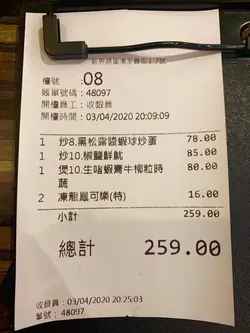 檯號 :08
賬單號碼:48097
開檯員工:收銀員
開檯時間:03/04/2020 20:09:09
1 炒8.黑松露醬蝦球炒蛋 78.00
1 炒10.椒鹽鮮魷 85.00
1 煲10.生啫蝦膏牛柳粒時 80.00
蔬
2 凍龍鳳可樂(特) 16.00
小計 259.00
總計 259.00
收銀員:03/04/2020 20:25:03
單號:48097